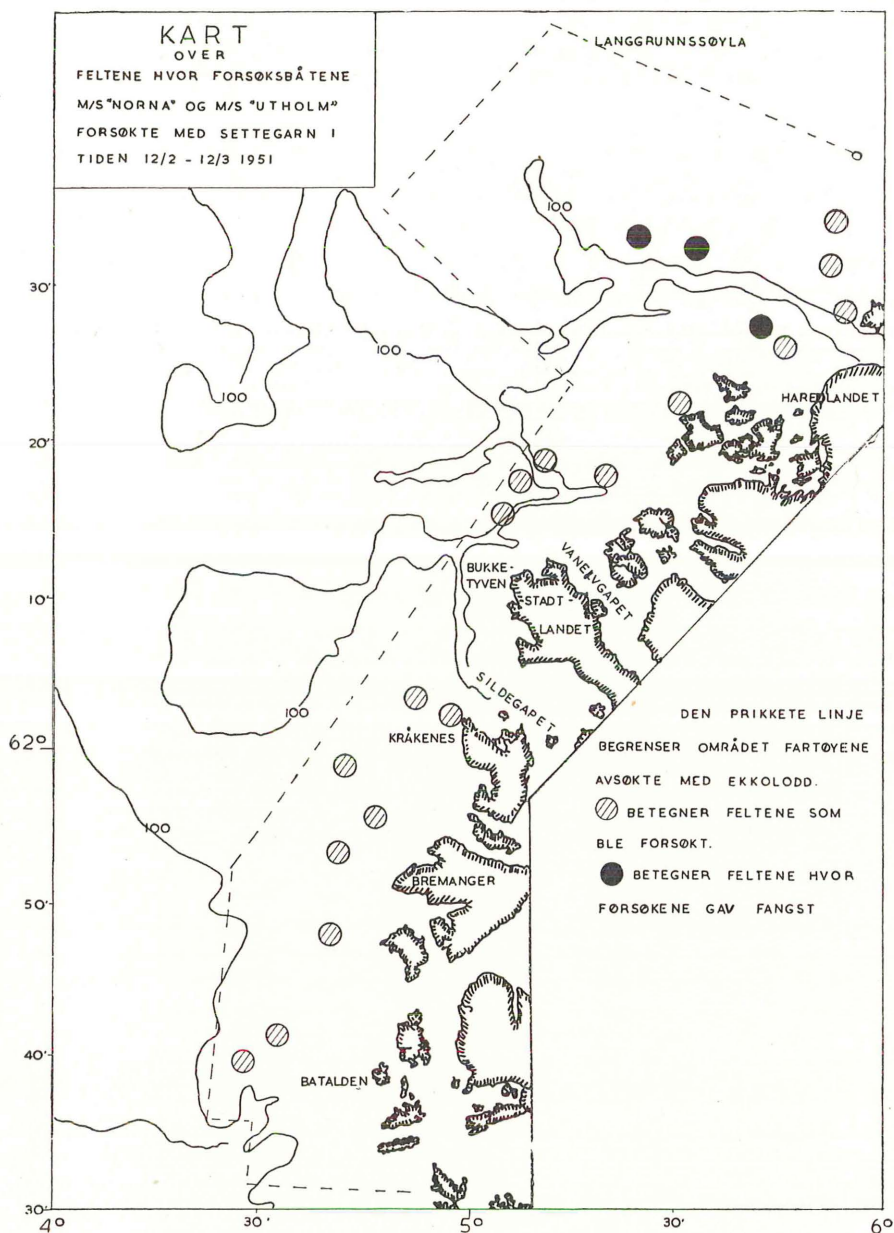 KART
OVER
FELTENE HVOR FORSØKSBÅTENE
M/S "NORNA" OG M/S "UTHOLM"
FORSØKTE MED SETTEGARN I
TIDEN 12/2 - 12/3 1951
LANGGRUNNSSØYLA
100
100
100
100
100
30'
HAREDLANDET
20'
BUKKE-
TYVEN
VANELVGAPET
STADT-
LANDET
10'
SILDEGAPET
KRÅKENES
62°
DEN PRIKKETE LINJE
BEGRENSER OMRÅDET FARTØYENE
AVSØKTE MED EKKOLODD.
BETEGNER FELTENE SOM
BLE FORSØKT.
BETEGNER FELTENE HVOR
FORSØKENE GAV FANGST
BREMANGER
50'
40'
BATALDEN
30'
4°
30'
5°
30'
6°